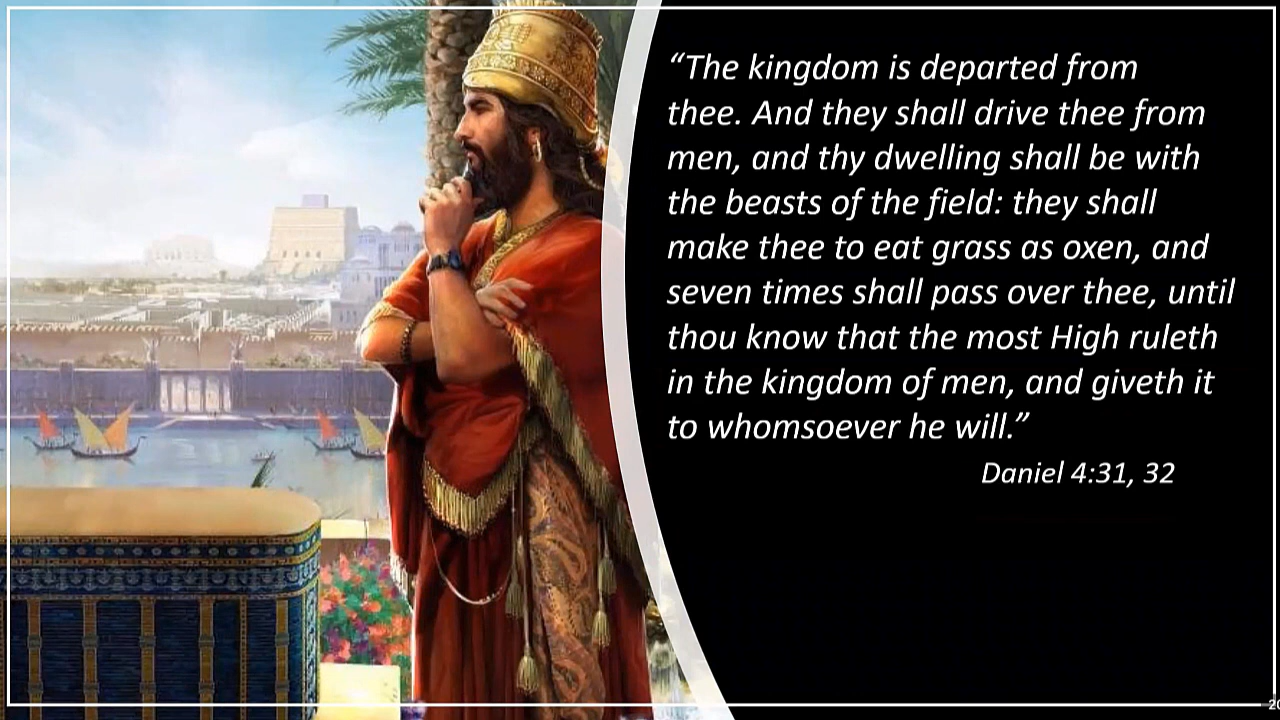 “The kingdom is departed from
thee. And they shall drive thee from
men, and thy dwelling shall be with
the beasts of the field: they shall
make thee to eat grass as oxen, and
seven times shall pass over thee, until
thou know that the most High ruleth
in the kingdom of men, and giveth it
to whomsoever he will.”
Daniel 4:31, 32